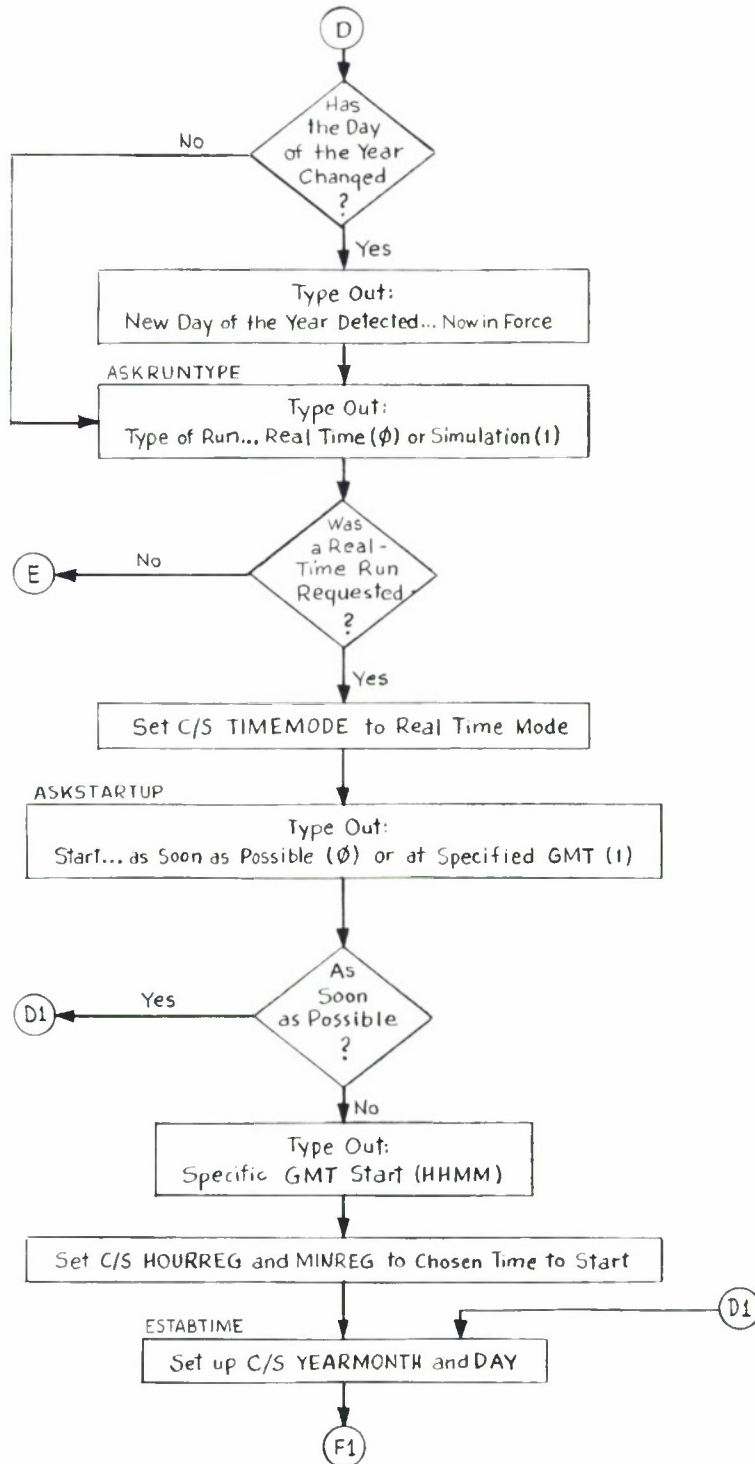 D
Has
the Day
of the Year
Changed
?
No
Yes
Type Out:
New Day of the Year Detected... Now in Force
ASKRUNTYPE
Type Out:
Type of Run... Real Time (Ø) or Simulation (1)
Was
a Real-
Time Run
Requested
?
No
E
Yes
Set C/S TIMEMODE to Real Time Mode
ASKSTARTUP
Type Out:
Start... as Soon as Possible (Ø) or at Specified GMT (1)
As
Soon
as Possible
?
Yes
D1
No
Type Out:
Specific GMT Start (HHMM)
Set C/S HOURREG and MINREG to Chosen Time to Start
D1
ESTABTIME
Set up C/S YEARMONTH and DAY
F1